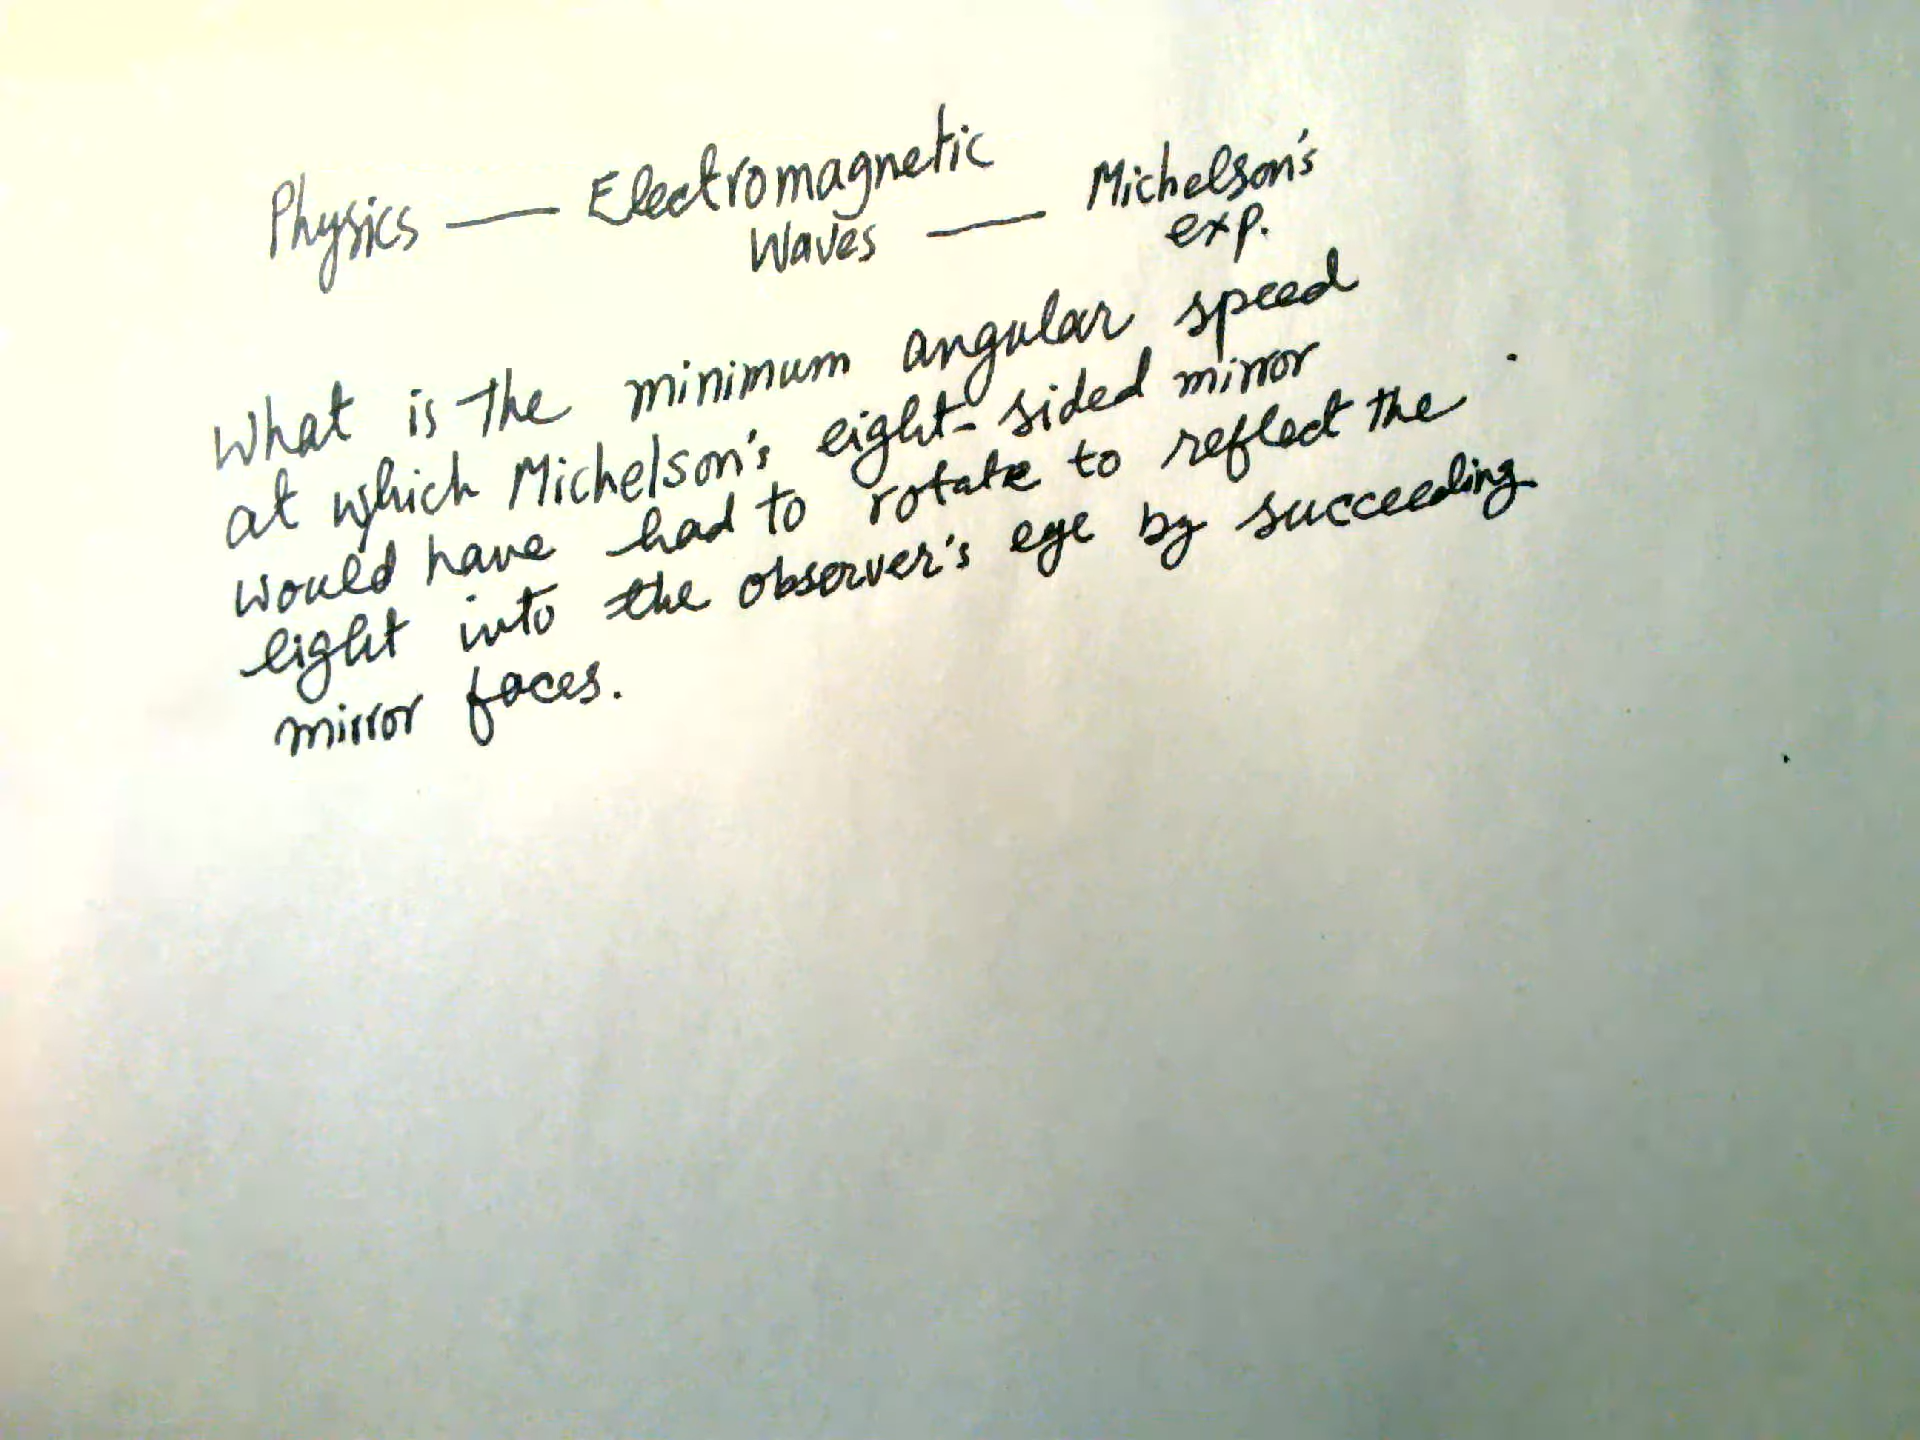 Physics — Electromagnetic Waves — Michelson's exp.
What is the minimum angular speed
at which Michelson's eight-sided mirror
would have had to rotate to reflect the
light into the observer's eye by succeeding
mirror faces.